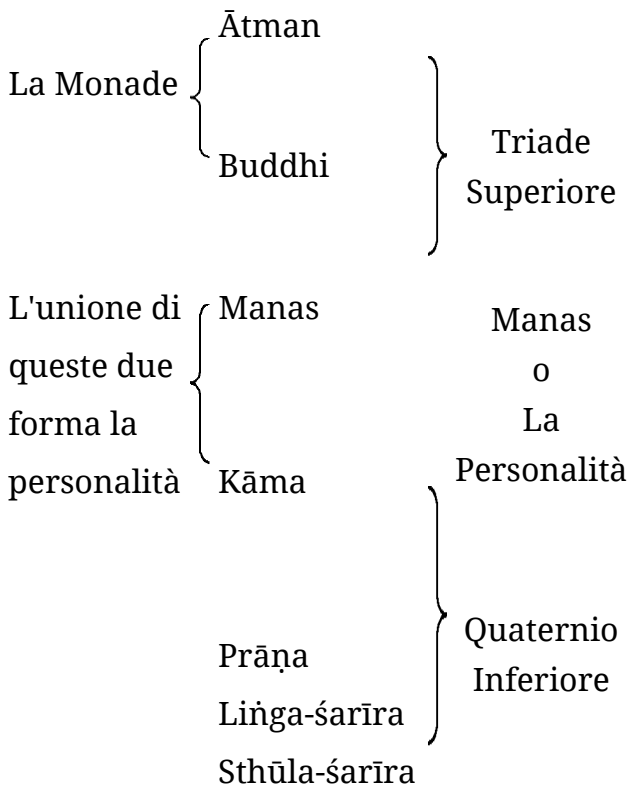 La Monade
Ātman
Buddhi
Triade
Superiore
L'unione di
queste due
forma la
personalità
Manas
Kāma
Manas
o
La
Personalità
Prāṇa
Liṅga-śarīra
Sthūla-śarīra
Quaternio
Inferiore